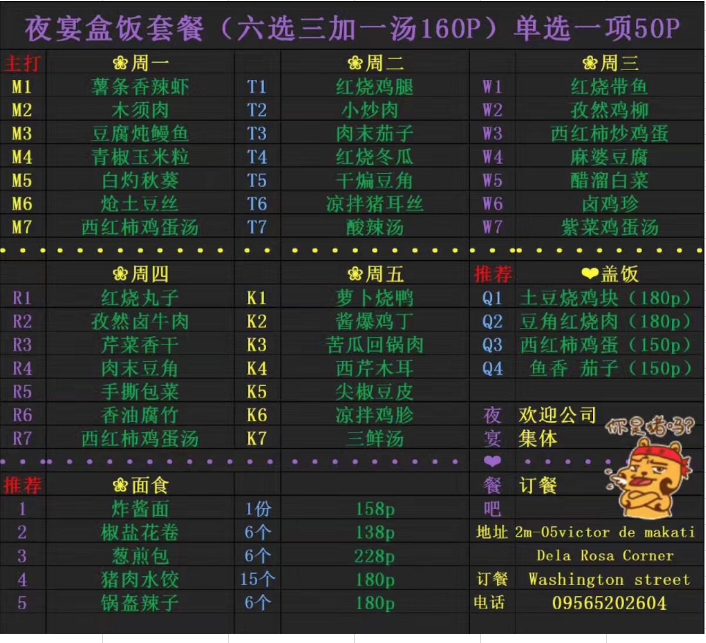 夜宴盒饭套餐（六选三加一汤160P）单选一项50P
主打 ❀周一 ❀周二 ❀周三
M1 薯条香辣虾 T1 红烧鸡腿 W1 红烧带鱼
M2 木须肉 T2 小炒肉 W2 孜然鸡柳
M3 豆腐炖鳗鱼 T3 肉末茄子 W3 西红柿炒鸡蛋
M4 青椒玉米粒 T4 红烧冬瓜 W4 麻婆豆腐
M5 白灼秋葵 T5 干煸豆角 W5 醋溜白菜
M6 炝土豆丝 T6 凉拌猪耳丝 W6 卤鸡珍
M7 西红柿鸡蛋汤 T7 酸辣汤 W7 紫菜鸡蛋汤
❀周四 ❀周五 推荐 ❤盖饭
R1 红烧丸子 K1 萝卜烧鸭 Q1 土豆烧鸡块（180p）
R2 孜然卤牛肉 K2 酱爆鸡丁 Q2 豆角红烧肉（180p）
R3 芹菜香干 K3 苦瓜回锅肉 Q3 西红柿鸡蛋（150p）
R4 肉末豆角 K4 西芹木耳 Q4 鱼香 茄子（150p）
R5 手撕包菜 K5 尖椒豆皮
R6 香油腐竹 K6 凉拌鸡胗 夜 欢迎公司
R7 西红柿鸡蛋汤 K7 三鲜汤 宴 集体
你是猪吗?
❤
推荐 ❀面食 餐 订餐
1 炸酱面 1份 158p 吧
2 椒盐花卷 6个 138p 地址 2m-05victor de makati
3 葱煎包 6个 228p Dela Rosa Corner
4 猪肉水饺 15个 180p 订餐 Washington street
5 锅盔辣子 6个 180p 电话 09565202604